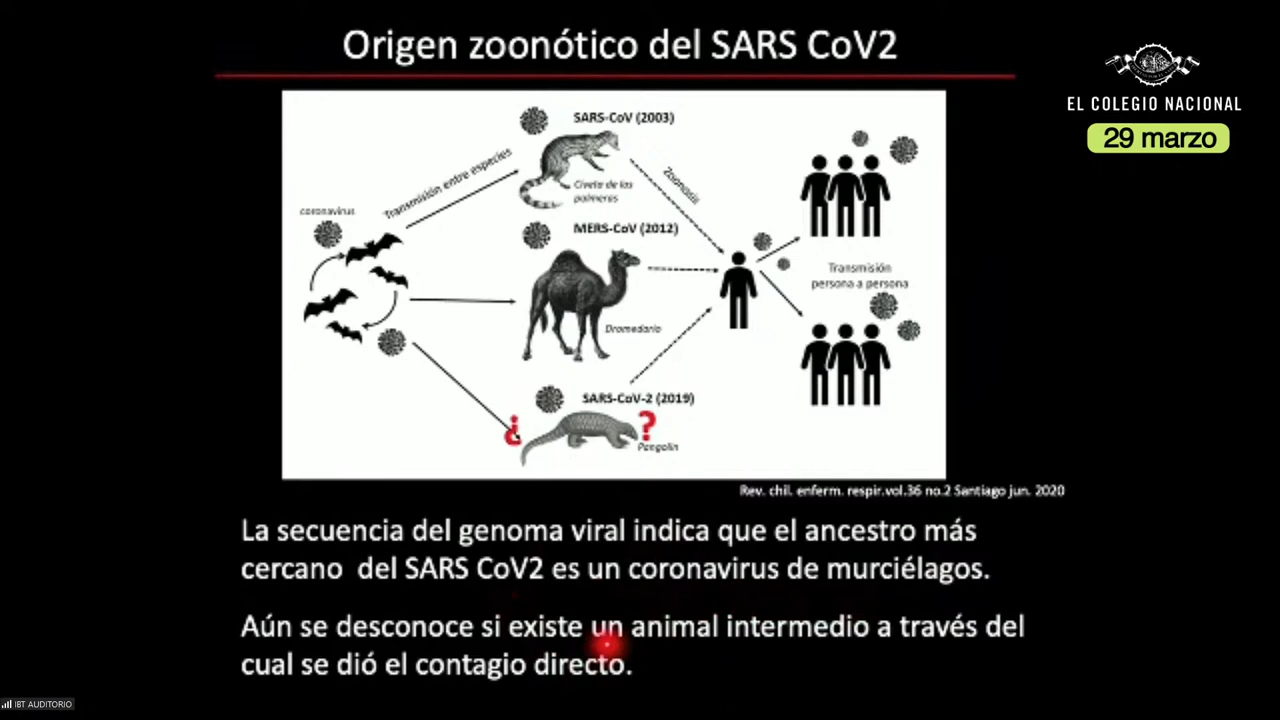 Origen zoonótico del SARS CoV2
EL COLEGIO NACIONAL
29 marzo
SARS-CoV (2003)
Transmisión entre especies
Civeta de las
palmeras
Zoonosis
coronavirus
MERS-CoV (2012)
Dromedario
Transmisión
persona a persona
SARS-CoV-2 (2019)
¿ ?
Pangolín
Rev. chil. enferm. respir.vol.36 no.2 Santiago jun. 2020
La secuencia del genoma viral indica que el ancestro más
cercano del SARS CoV2 es un coronavirus de murciélagos.
Aún se desconoce si existe un animal intermedio a través del
cual se dió el contagio directo.
IBT AUDITORIO